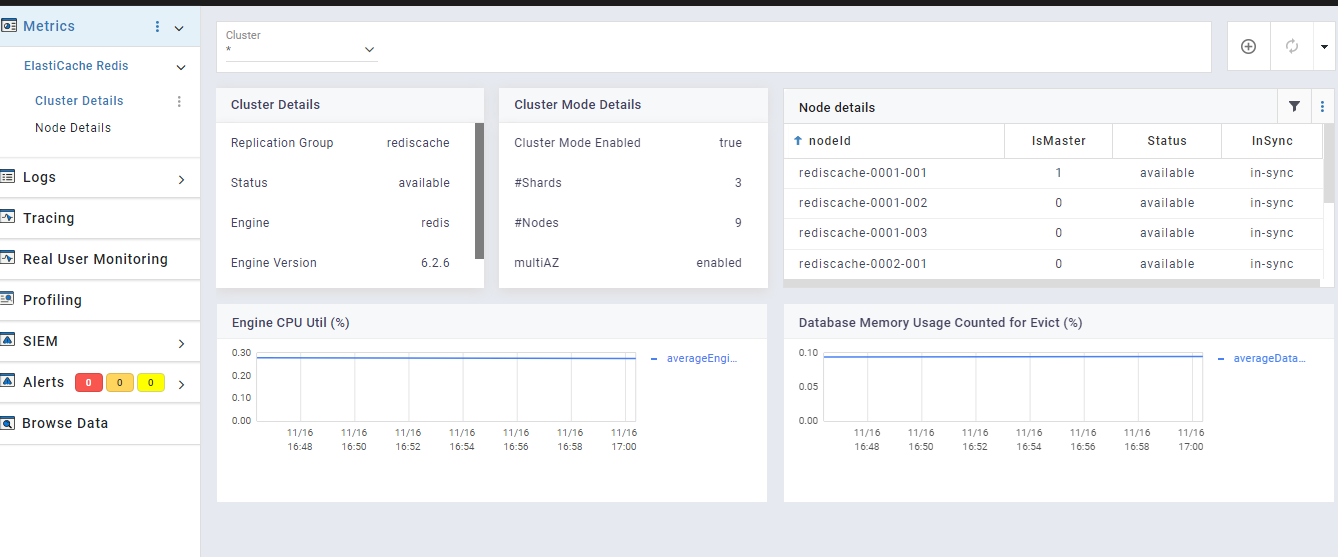 Metrics
ElastiCache Redis
Cluster Details
Node Details
Logs
Tracing
Real User Monitoring
Profiling
SIEM
Alerts 0 0 0
Browse Data
Cluster
*
Cluster Details
Replication Group rediscache
Status available
Engine redis
Engine Version 6.2.6
Cluster Mode Details
Cluster Mode Enabled true
#Shards 3
#Nodes 9
multiAZ enabled
Node details
nodeId IsMaster Status InSync
rediscache-0001-001 1 available in-sync
rediscache-0001-002 0 available in-sync
rediscache-0001-003 0 available in-sync
rediscache-0002-001 0 available in-sync
Engine CPU Util (%)
0.30
0.20
0.10
0.00
11/16 11/16 11/16 11/16 11/16 11/16 11/16
16:48 16:50 16:52 16:54 16:56 16:58 17:00
averageEngi...
Database Memory Usage Counted for Evict (%)
0.10
0.05
0.00
11/16 11/16 11/16 11/16 11/16 11/16 11/16
16:48 16:50 16:52 16:54 16:56 16:58 17:00
averageData...